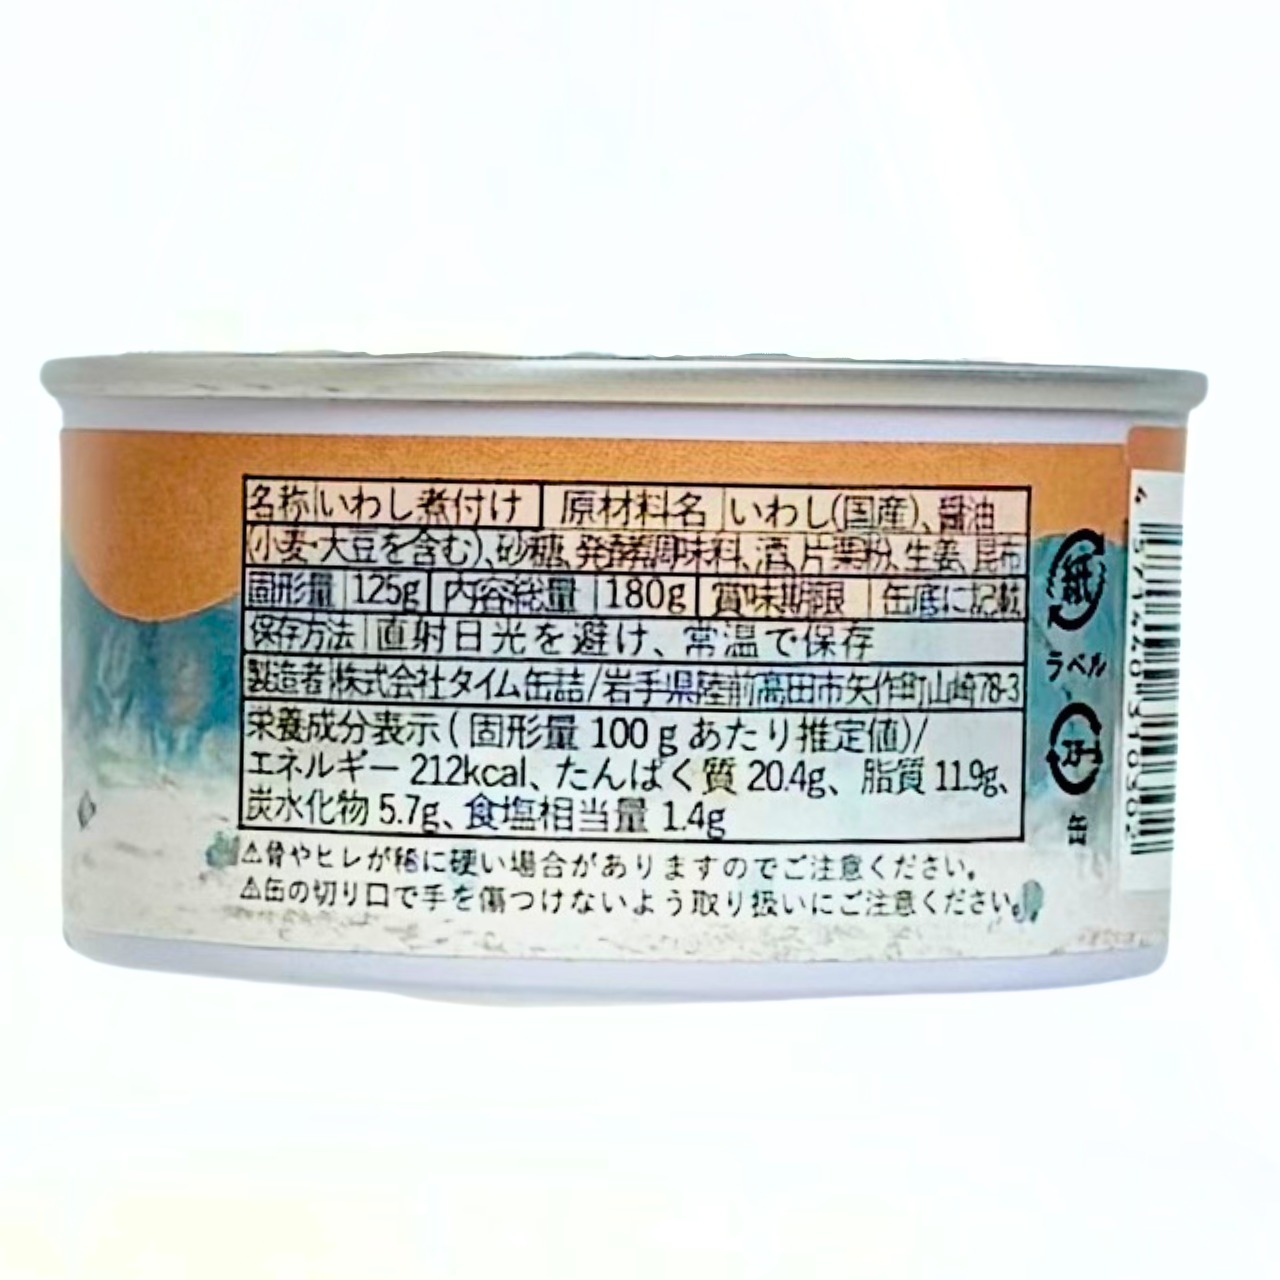 名称 いわし煮付け 原材料名 いわし(国産)、醤油
(小麦・大豆を含む)、砂糖、発酵調味料、酒、片栗粉、生姜、昆布
固形量 125g 内容総量 180g 賞味期限 缶底に記載
保存方法 直射日光を避け、常温で保存
製造者 株式会社タイム缶詰/岩手県陸前高田市矢作町山崎78-3
栄養成分表示(固形量100gあたり推定値)/
エネルギー 212kcal、たんぱく質 20.4g、脂質 11.9g、
炭水化物 5.7g、食塩相当量 1.4g
⚠骨やヒレが稀に硬い場合がありますのでご注意ください。
⚠缶の切り口で手を傷つけないよう取り扱いにご注意ください。
紙
ラベル
缶